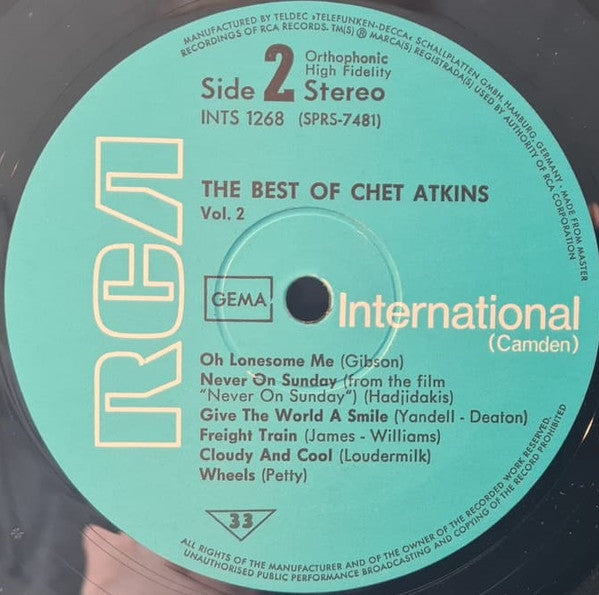 MANUFACTURED BY TELDEC »TELEFUNKEN-DECCA« SCHALLPLATTEN GMBH, HAMBURG, GERMANY · MADE FROM MASTER
RECORDINGS OF RCA RECORDS. TM(S) ® MARCA(S) REGISTRADA(S) USED BY AUTHORITY OF RCA CORPORATION
Side 2 Orthophonic
High Fidelity
Stereo
INTS 1268 (SPRS-7481)
RCA
THE BEST OF CHET ATKINS
Vol. 2
GEMA
International
(Camden)
Oh Lonesome Me (Gibson)
Never On Sunday (from the film
"Never On Sunday") (Hadjidakis)
Give The World A Smile (Yandell - Deaton)
Freight Train (James - Williams)
Cloudy And Cool (Loudermilk)
Wheels (Petty)
33
ALL RIGHTS OF THE MANUFACTURER AND OF THE OWNER OF THE RECORDED WORK RESERVED.
UNAUTHORISED PUBLIC PERFORMANCE BROADCASTING AND COPYING OF THE RECORD PROHIBITED